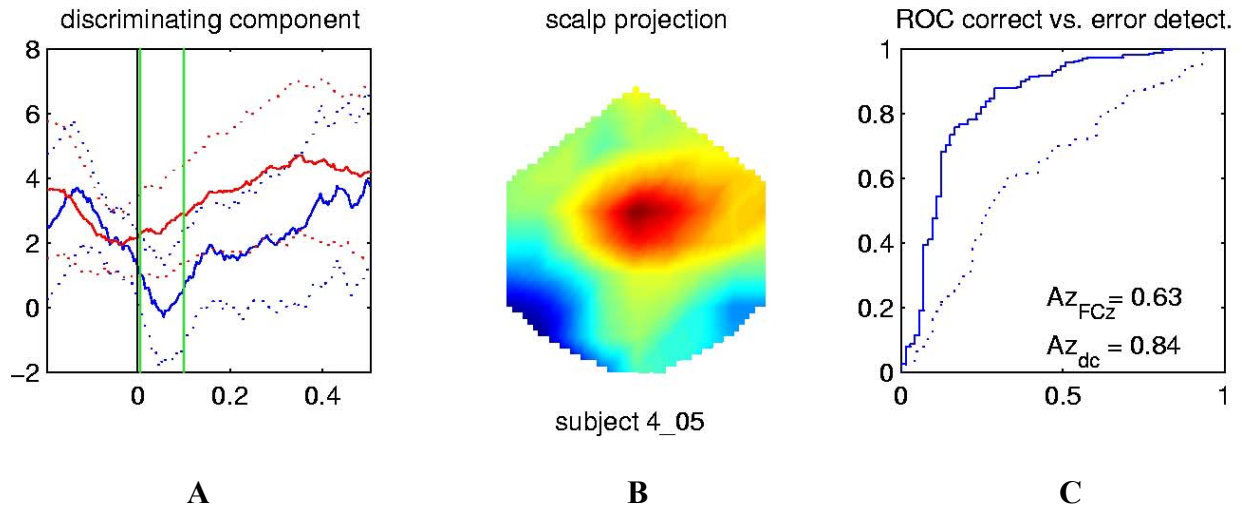 discriminating component
scalp projection
ROC correct vs. error detect.
8
6
4
2
0
−2
0
0.2
0.4
subject 4_05
1
0.8
0.6
0.4
0.2
0
0
0.5
1
Az_FCz = 0.63
Az_dc = 0.84
A
B
C